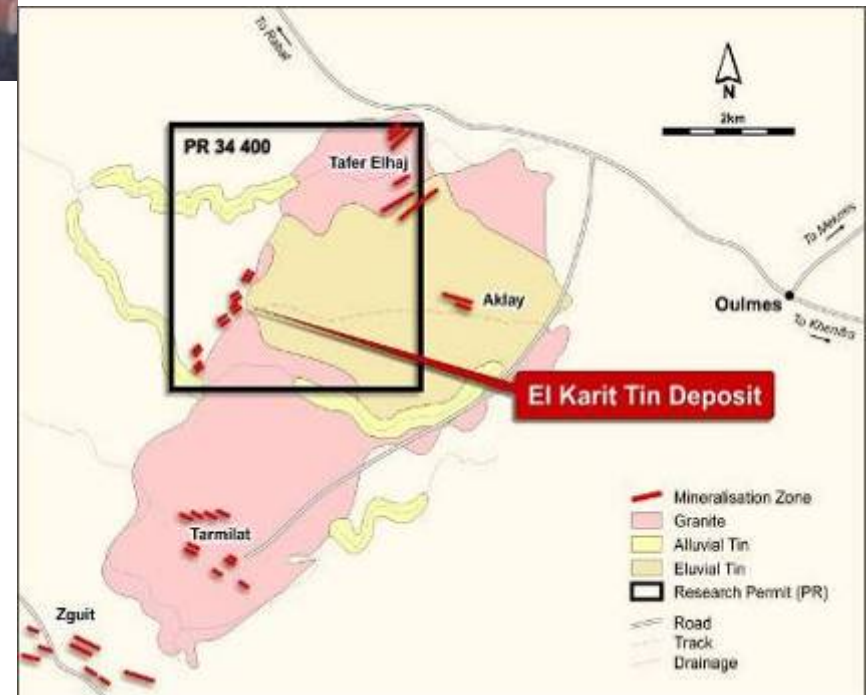 To Rabat
N
2km
PR 34 400
Tafer Elhaj
To Meknes
Aklay
Oulmes
To Khenifra
El Karit Tin Deposit
Mineralisation Zone
Granite
Alluvial Tin
Eluvial Tin
Research Permit (PR)
Road
Track
Drainage
Tarmilat
Zguit